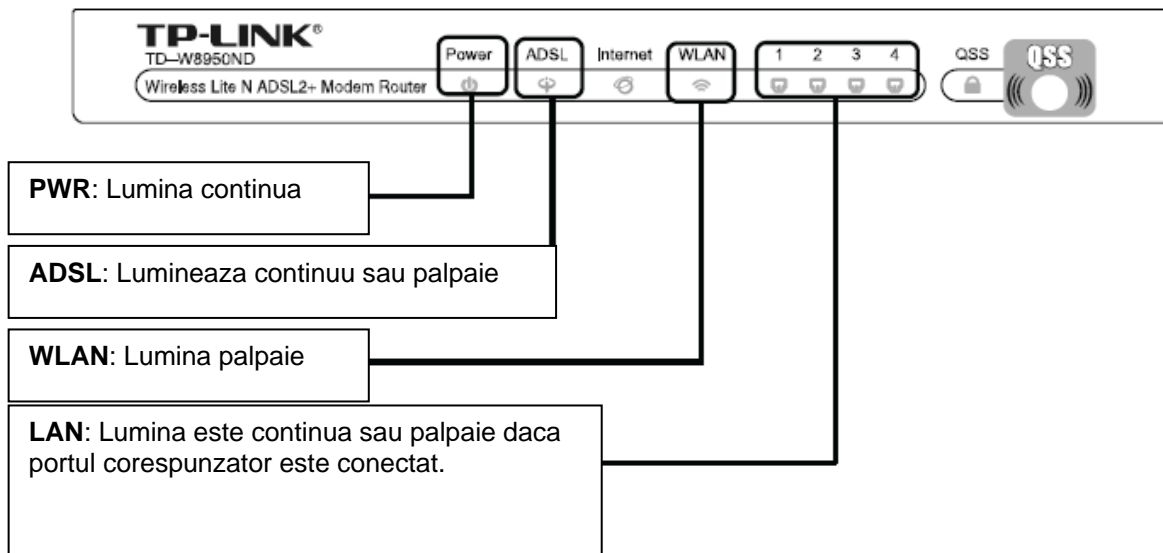 TP-LINK®
TD-W8950ND
Wireless Lite N ADSL2+ Modem Router
Power ADSL Internet WLAN 1 2 3 4 QSS QSS
PWR: Lumina continua
ADSL: Lumineaza continuu sau palpaie
WLAN: Lumina palpaie
LAN: Lumina este continua sau palpaie daca
portul corespunzator este conectat.